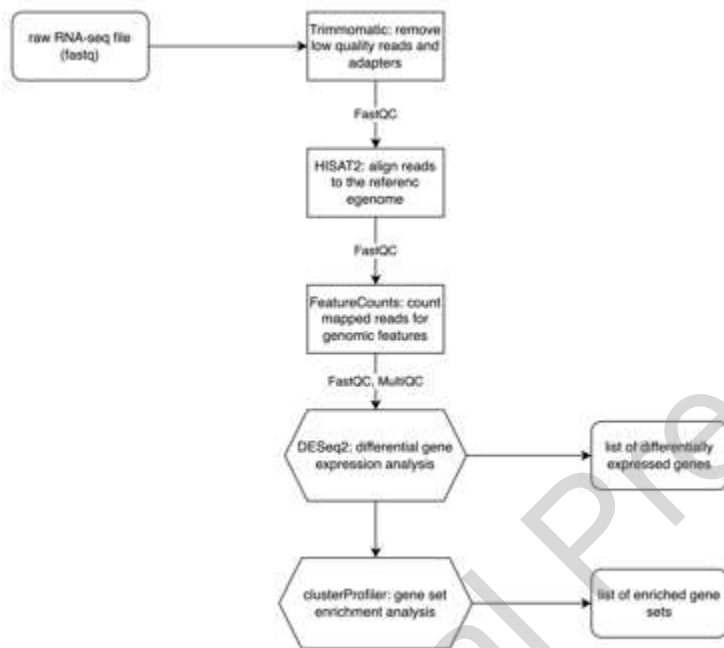 raw RNA-seq file
(fastq)
Trimmomatic: remove
low quality reads and
adapters
FastQC
HISAT2: align reads
to the referenc
egenome
FastQC
FeatureCounts: count
mapped reads for
genomic features
FastQC, MultiQC
DESeq2: differential gene
expression analysis
list of differentially
expressed genes
clusterProfiler: gene set
enrichment analysis
list of enriched gene
sets